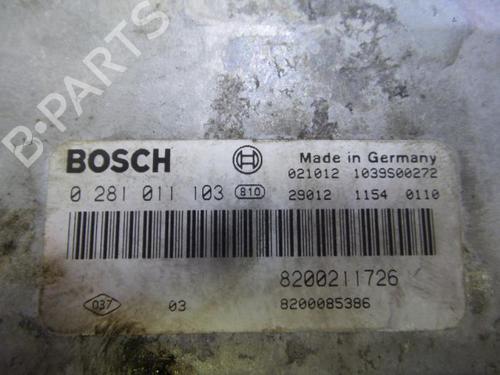 B-PARTS
BOSCH
Made in Germany
0 281 011 103 810
021012 1039S00272
29012 1154 0110
8200211726 K
037 03 8200085386